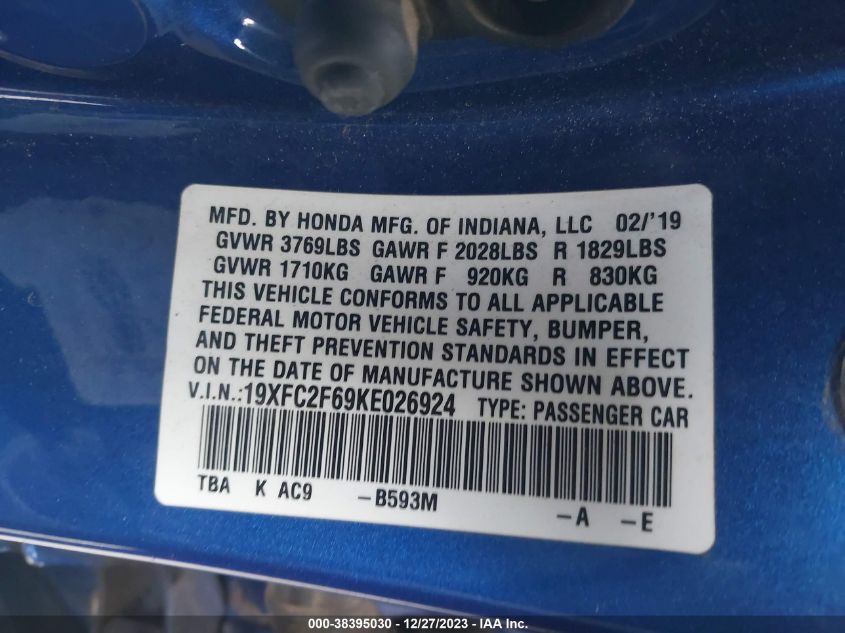 MFD. BY HONDA MFG. OF INDIANA, LLC 02/'19
GVWR 3769LBS GAWR F 2028LBS R 1829LBS
GVWR 1710KG GAWR F 920KG R 830KG
THIS VEHICLE CONFORMS TO ALL APPLICABLE
FEDERAL MOTOR VEHICLE SAFETY, BUMPER,
AND THEFT PREVENTION STANDARDS IN EFFECT
ON THE DATE OF MANUFACTURE SHOWN ABOVE.
V.I.N.:19XFC2F69KE026924 TYPE: PASSENGER CAR
TBA K AC9 -B593M -A -E
000-38395030 - 12/27/2023 - IAA Inc.